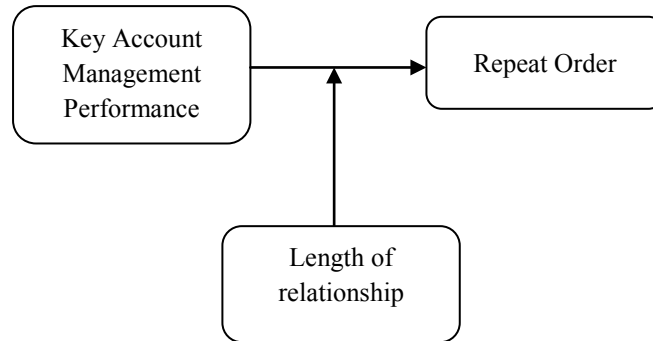 Key Account
Management
Performance
Repeat Order
Length of
relationship